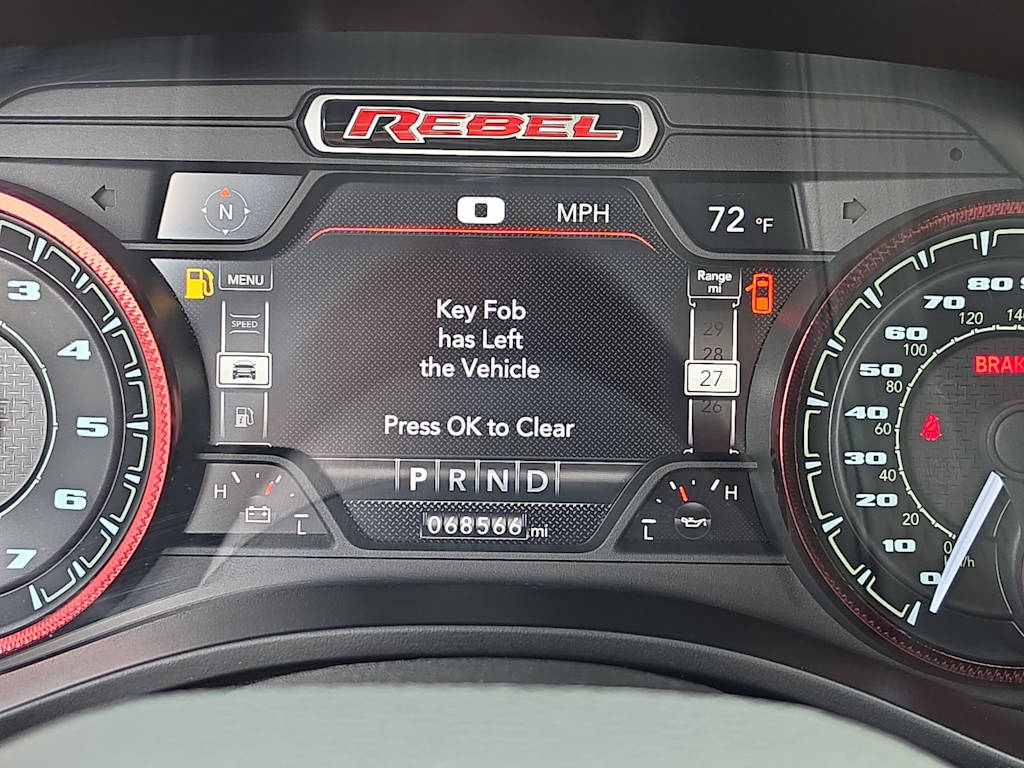 REBEL
N
0 MPH
72 °F
MENU
Range
mi
SPEED
29
28
27
26
Key Fob
has Left
the Vehicle
Press OK to Clear
P R N D
068566 mi
H
L
H
L
3
4
5
6
7
80
70
60
50
40
30
20
10
0
120
100
80
60
40
20
BRAK